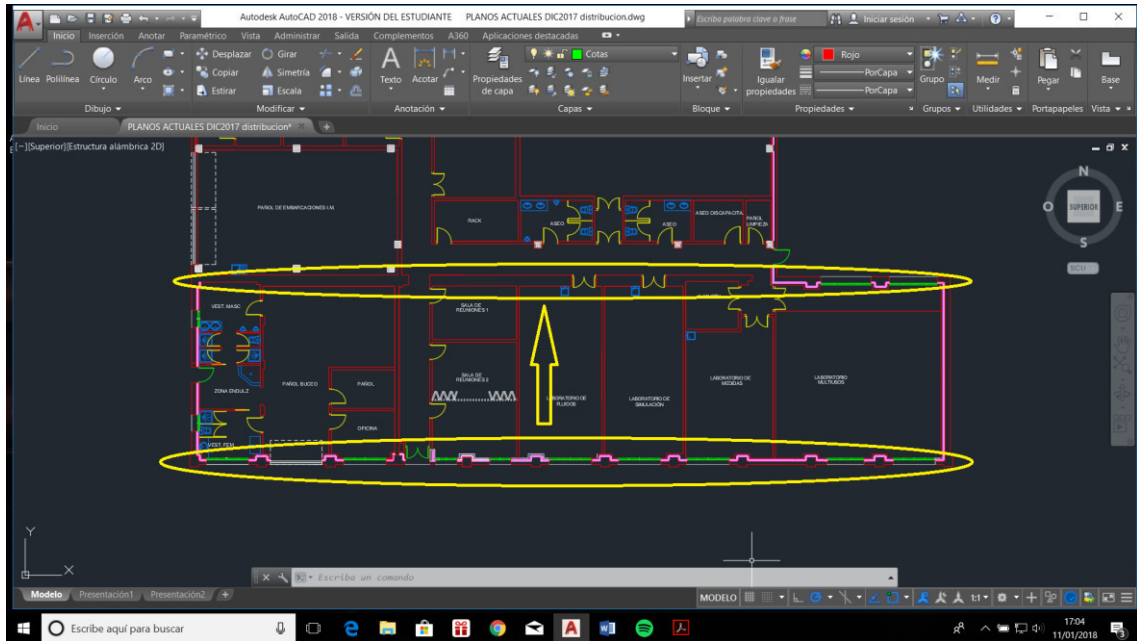 Autodesk AutoCAD 2018 - VERSIÓN DEL ESTUDIANTE PLANOS ACTUALES DIC2017 distribucion.dwg
Escriba palabra clave o frase
Iniciar sesión
Inicio Inserción Anotar Paramétrico Vista Administrar Salida Complementos A360 Aplicaciones destacadas
Línea Polilínea Círculo Arco
Desplazar Girar
Copiar Simetría
Estirar Escala
Texto Acotar
Propiedades de capa
Cotas
Insertar
Igualar propiedades
Rojo
PorCapa
PorCapa
Grupo
Medir
Pegar
Base
Dibujo Modificar Anotación Capas Bloque Propiedades Grupos Utilidades Portapapeles Vista
Inicio PLANOS ACTUALES DIC2017 distribucion*
[−][Superior][Estructura alámbrica 2D]
N
O SUPERIOR E
S
SCU
PAÑOL DE EMBARCACIONES I.M.
RACK
ASEO
ASEO
ASEO DISCAPACITA.
PAÑOL
LIMPIEZA
VEST. MASC
SALA DE
REUNIONES 1
ZONA ENDULZ
PAÑOL BUCEO
PAÑOL
SALA DE
REUNIONES 2
LABORATORIO DE
FLUIDOS
LABORATORIO DE
SIMULACIÓN
LABORATORIO DE
MEDIDAS
LABORATORIO
MULTIUSOS
OFICINA
VEST. FEM.
Y
X
Escriba un comando
Modelo Presentación1 Presentación2 +
MODELO
1:1
Escribe aquí para buscar
17:04
11/01/2018